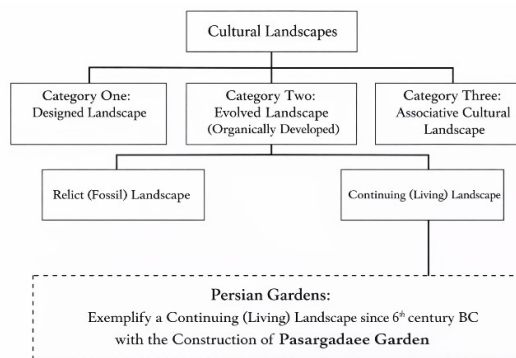 Cultural Landscapes
Category One:
Designed Landscape
Category Two:
Evolved Landscape
(Organically Developed)
Category Three:
Associative Cultural
Landscape
Relict (Fossil) Landscape
Continuing (Living) Landscape
Persian Gardens:
Exemplify a Continuing (Living) Landscape since 6th century BC
with the Construction of Pasargadaee Garden